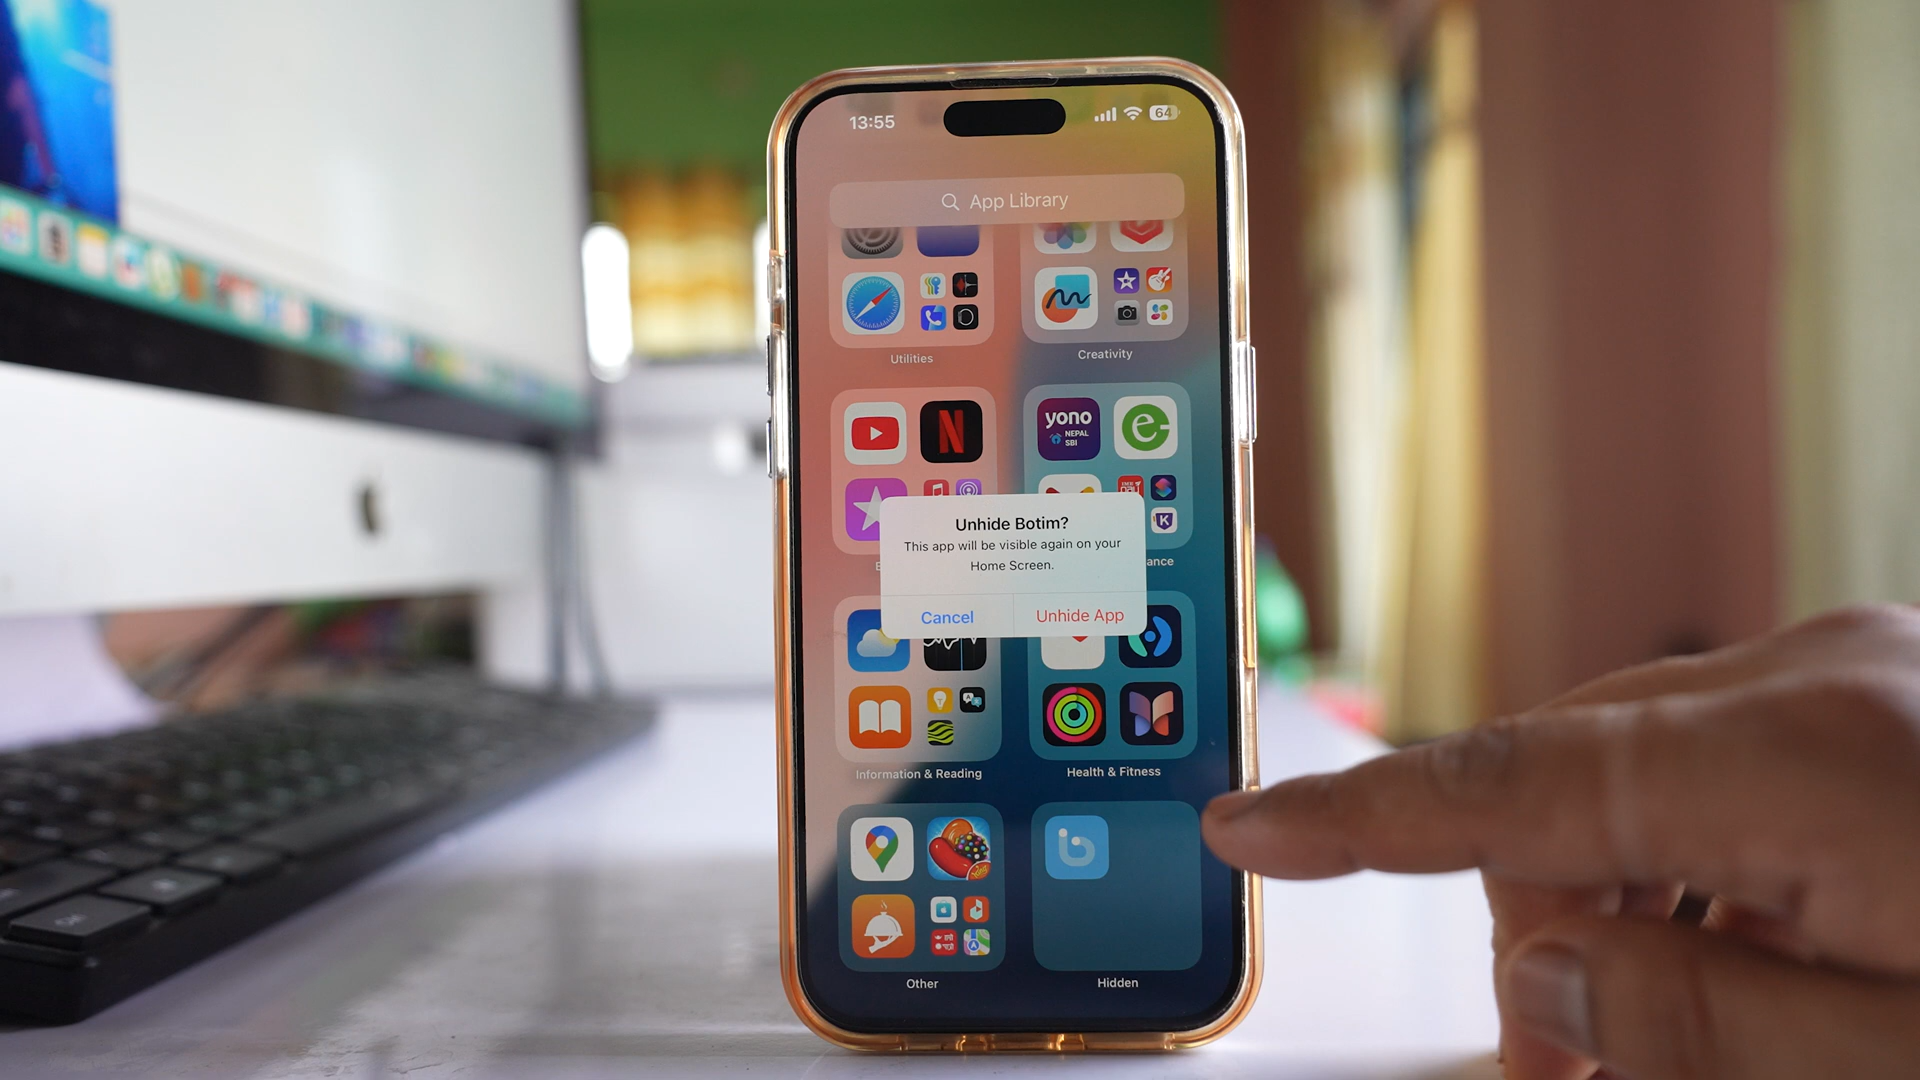 13:55
64
App Library
Utilities
Creativity
yono
NEPAL
SBI
Unhide Botim?
This app will be visible again on your
Home Screen.
ance
Cancel
Unhide App
Information & Reading
Health & Fitness
Other
Hidden